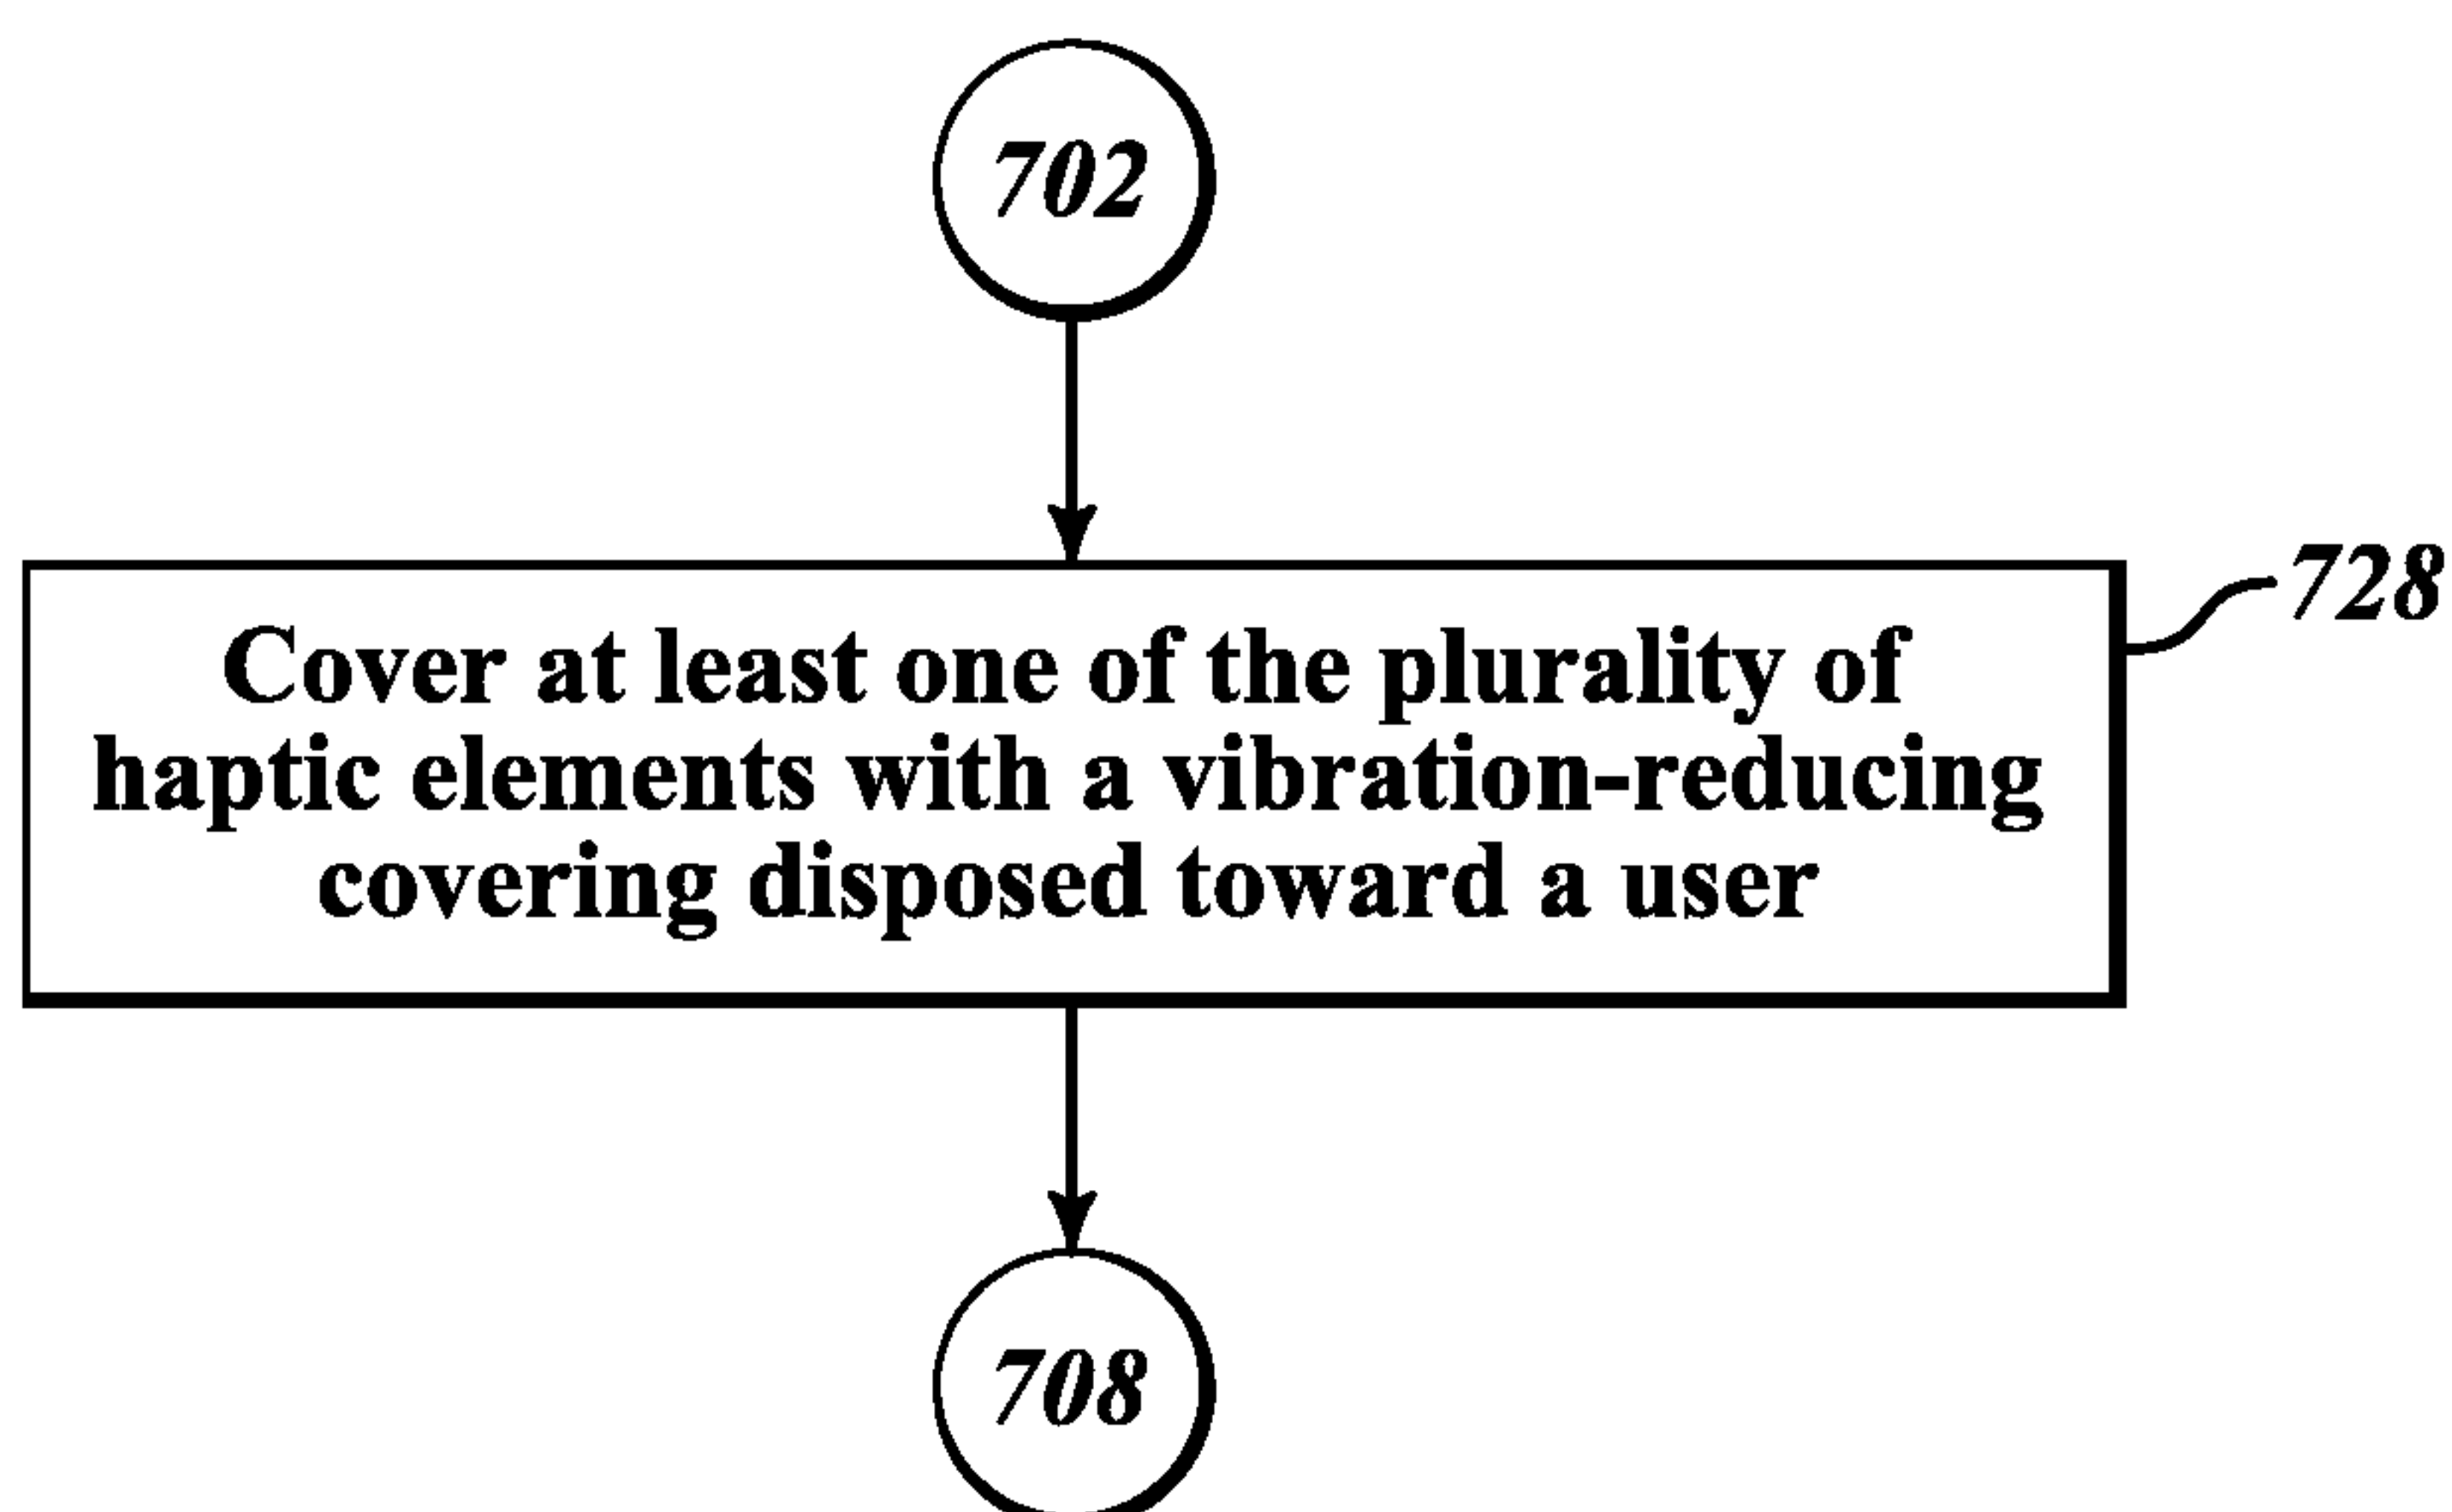 702
728
Cover at least one of the plurality of
haptic elements with a vibration-reducing
covering disposed toward a user
708